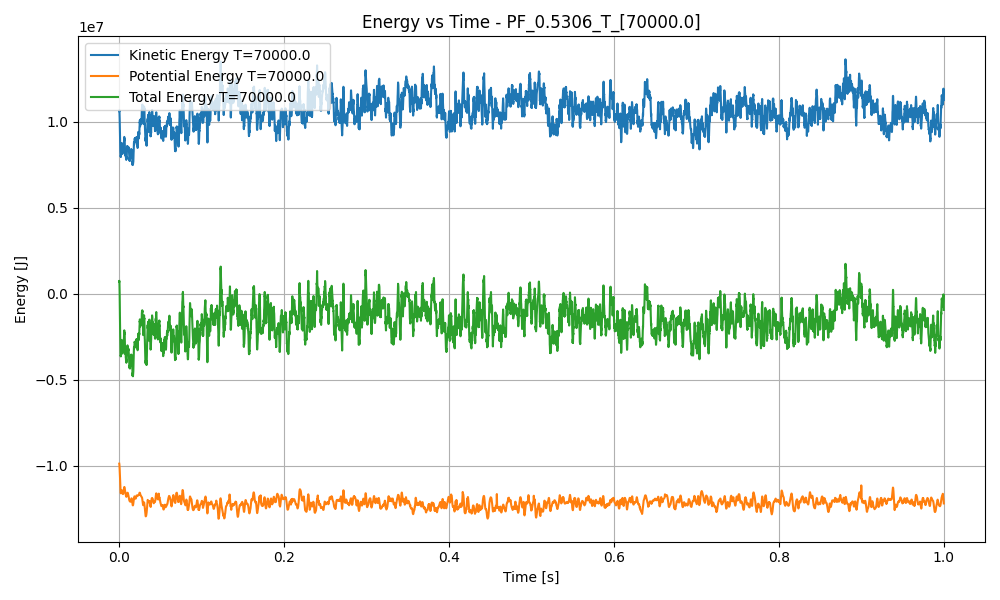 Energy vs Time - PF_0.5306_T_[70000.0]
1e7
Kinetic Energy T=70000.0
Potential Energy T=70000.0
Total Energy T=70000.0
1.0
0.5
0.0
−0.5
−1.0
Energy [J]
0.0 0.2 0.4 0.6 0.8 1.0
Time [s]